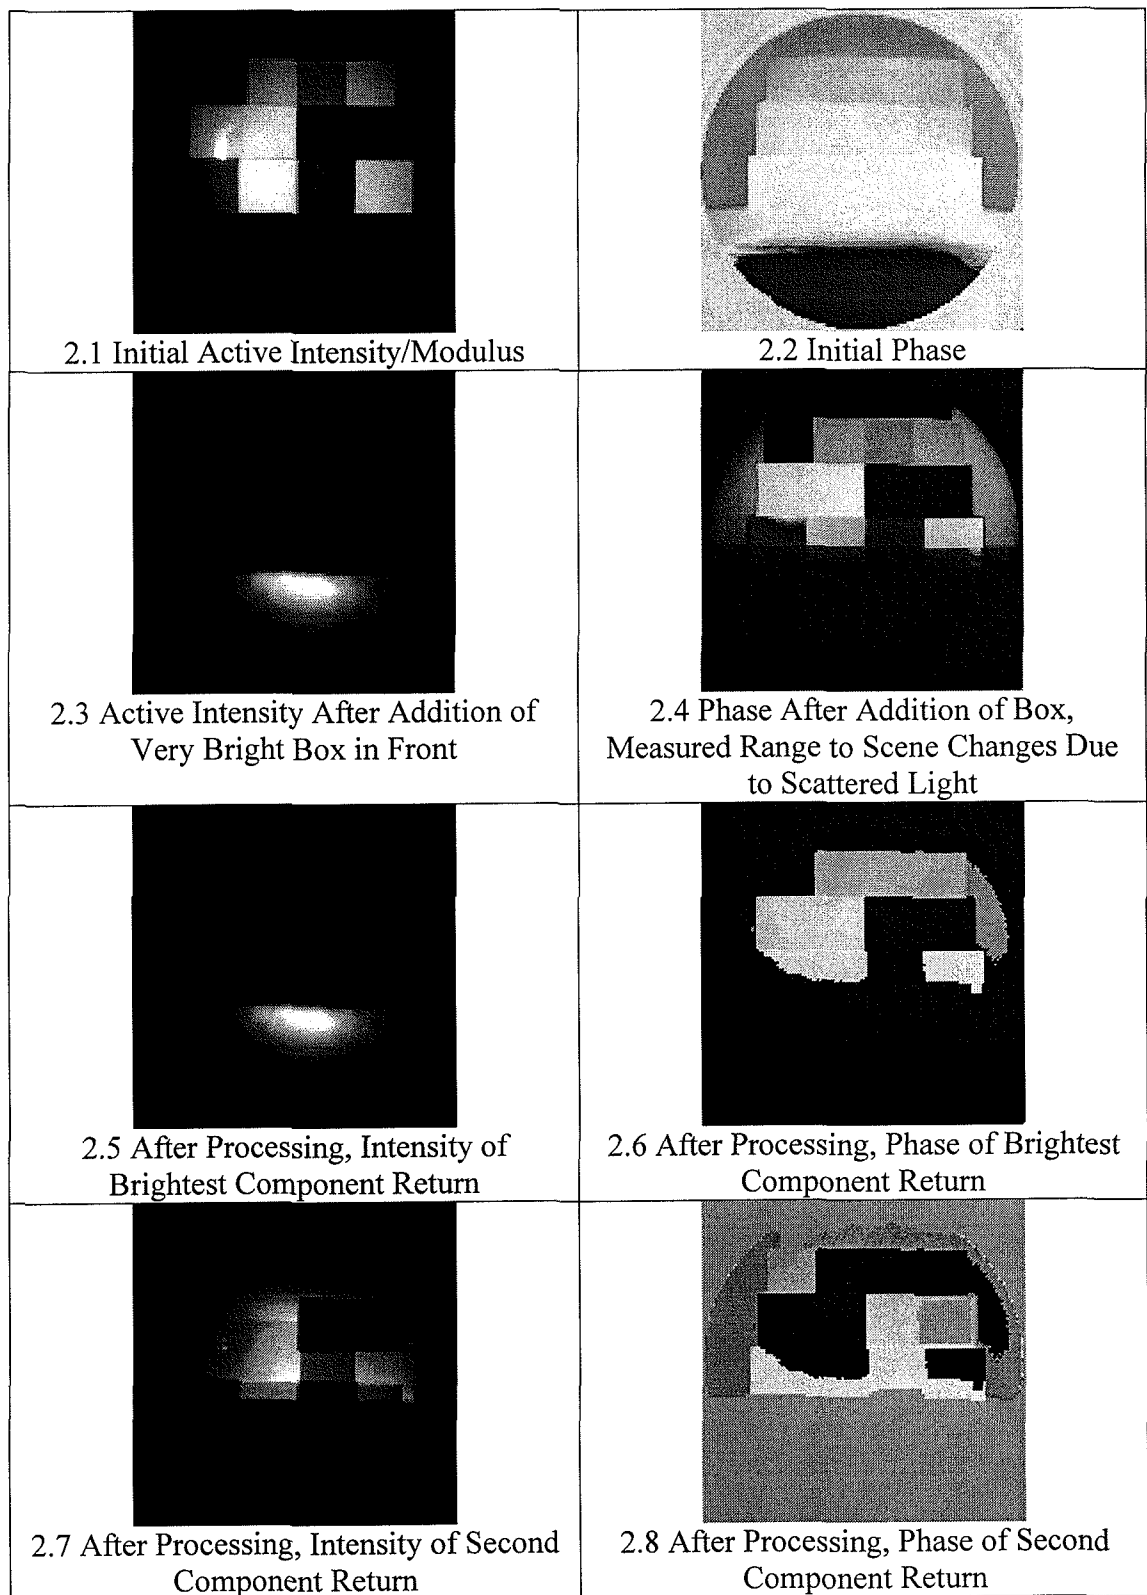 2.1 Initial Active Intensity/Modulus
2.2 Initial Phase
2.3 Active Intensity After Addition of
Very Bright Box in Front
2.4 Phase After Addition of Box,
Measured Range to Scene Changes Due
to Scattered Light
2.5 After Processing, Intensity of
Brightest Component Return
2.6 After Processing, Phase of Brightest
Component Return
2.7 After Processing, Intensity of Second
Component Return
2.8 After Processing, Phase of Second
Component Return